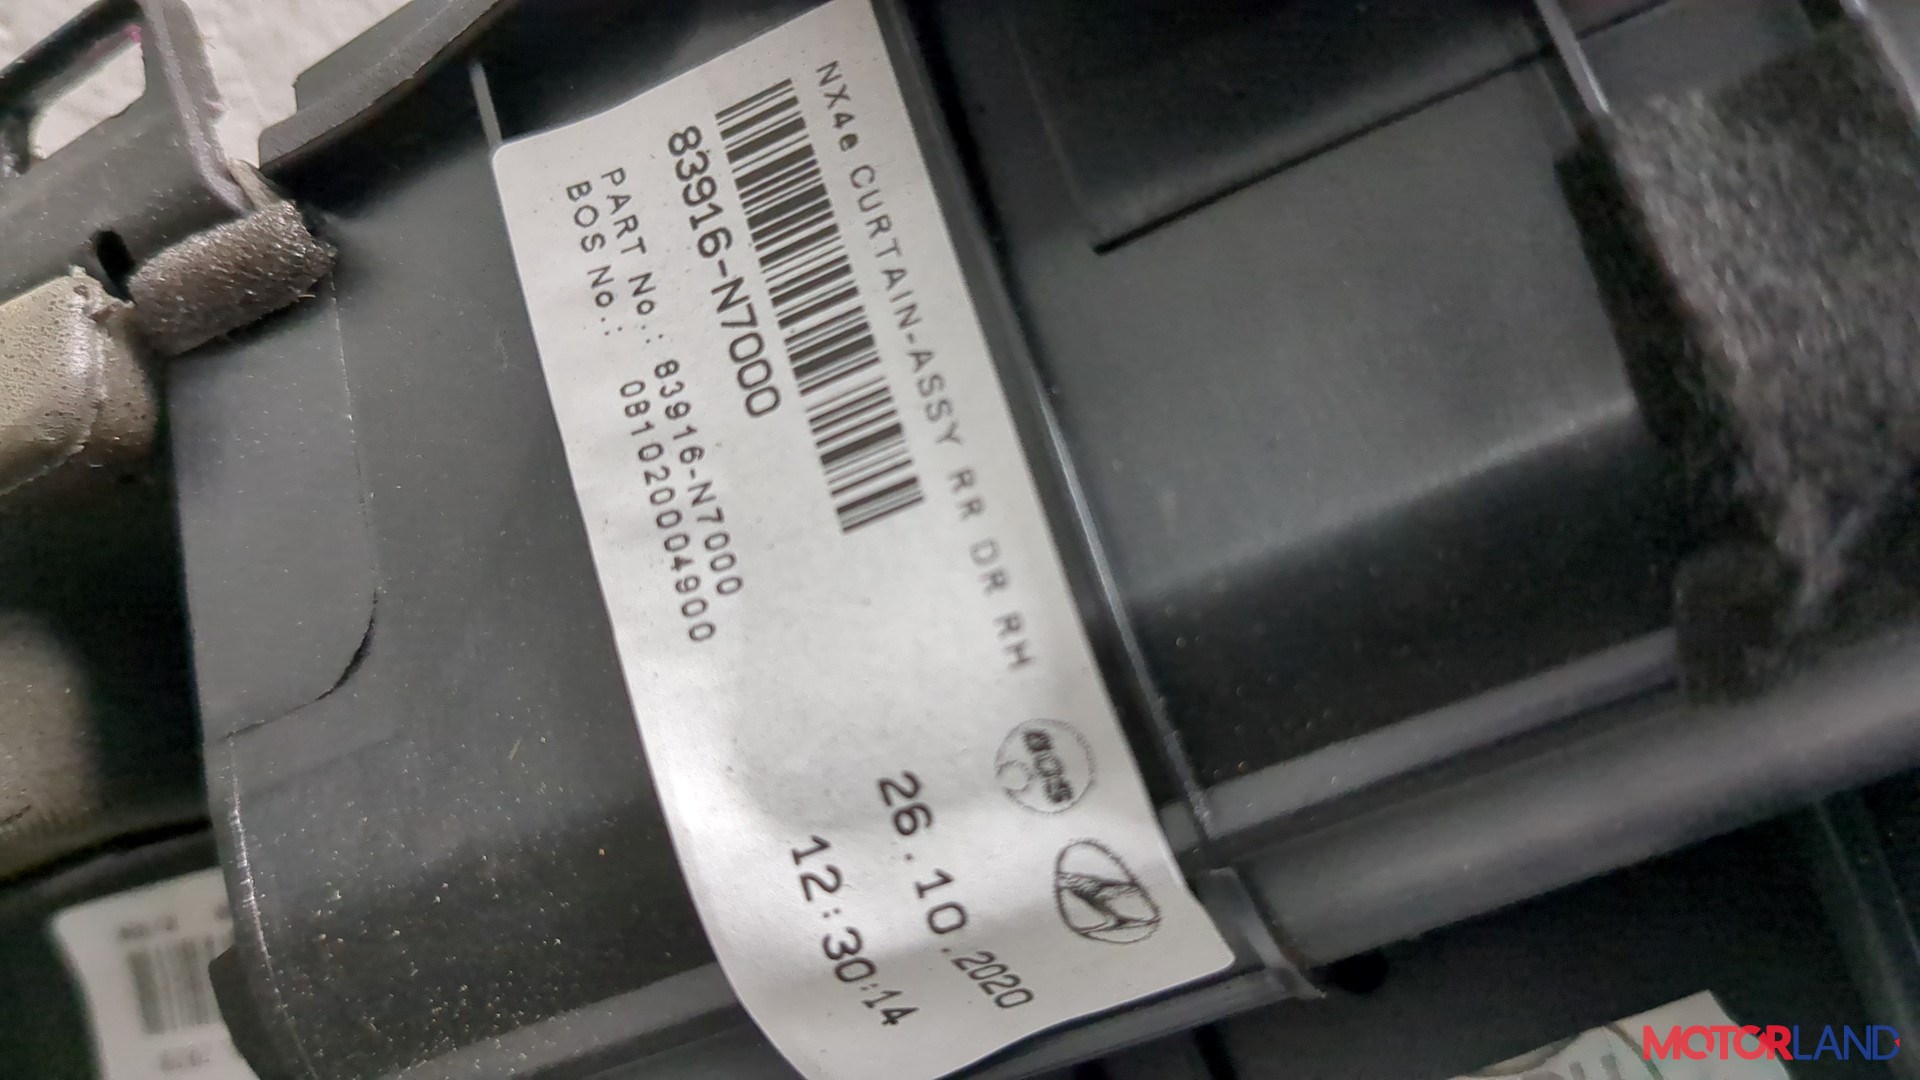 NX4e CURTAIN-ASSY RR DR RH
83916-N7000
PART No.: 83916-N7000
BOS No.: 0B1020004900
BOS
26.10.2020
12:30:14
MOTORLAND